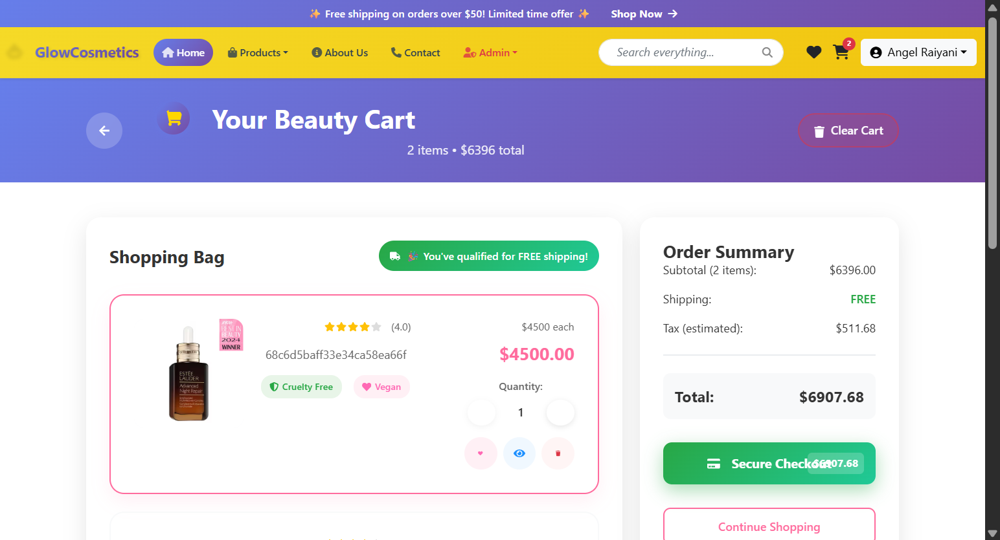 ✨ Free shipping on orders over $50! Limited time offer ✨ Shop Now →
GlowCosmetics
Home
Products
About Us
Contact
Admin
Search everything...
2
Angel Raiyani
Your Beauty Cart
2 items • $6396 total
Clear Cart
Shopping Bag
🎉 You've qualified for FREE shipping!
BEST IN
BEAUTY
2024
WINNER
ESTĒE
LAUDER
Advanced
Night Repair
(4.0)
68c6d5baff33e34ca58ea66f
Cruelty Free
Vegan
$4500 each
$4500.00
Quantity:
1
Order Summary
Subtotal (2 items): $6396.00
Shipping: FREE
Tax (estimated): $511.68
Total: $6907.68
Secure Checkout $6907.68
Continue Shopping